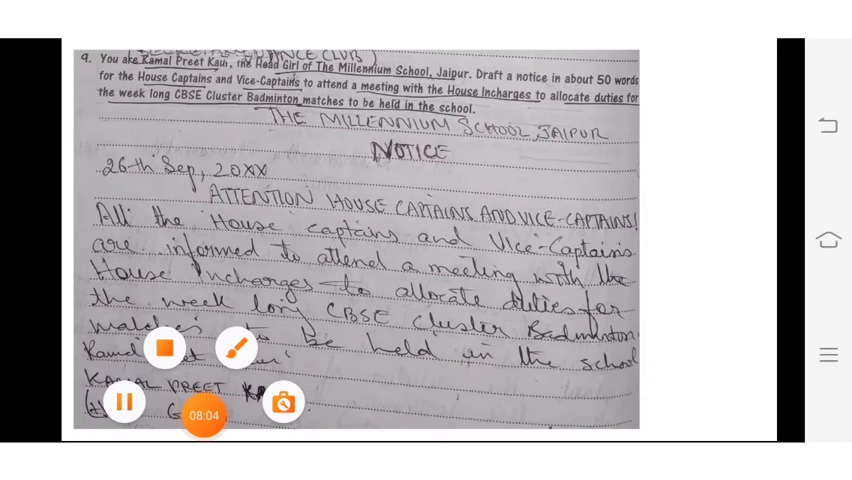 (SECRETARY, DANCE CLUB)
9. You are Kamal Preet Kaur, the Head Girl of The Millennium School, Jaipur. Draft a notice in about 50 words
for the House Captains and Vice-Captains to attend a meeting with the House Incharges to allocate duties for
the week long CBSE Cluster Badminton matches to be held in the school.
THE MILLENNIUM SCHOOL, JAIPUR
NOTICE
26th Sep, 20XX
ATTENTION HOUSE CAPTAINS AND VICE-CAPTAINS!
All the House captains and Vice-Captains
are informed to attend a meeting with the
House Incharges to allocate duties for
the week long CBSE Cluster Badminton
matches to be held in the school
Kamal
KAMAL PREET
08:04